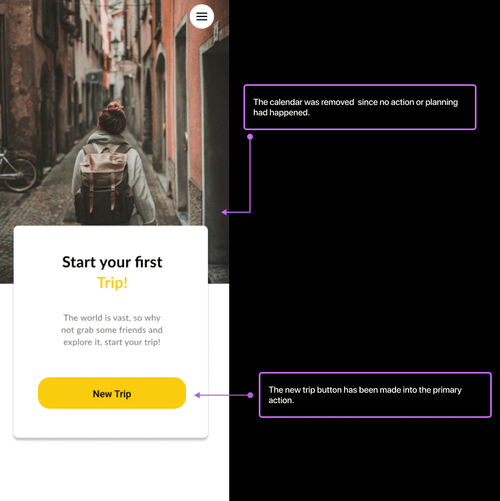 The calendar was removed since no action or planning
had happened.
Start your first
Trip!
The world is vast, so why
not grab some friends and
explore it, start your trip!
New Trip
The new trip button has been made into the primary
action.